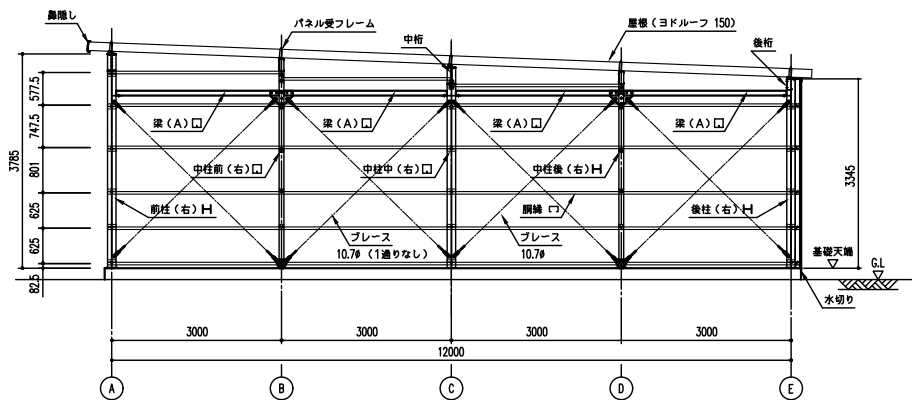 鼻隠し
パネル受フレーム
中桁
屋根(ヨドルーフ 150)
後桁
梁(A)
梁(A)
梁(A)
梁(A)
中柱前(右)
中柱中(右)
中柱後(右)H
前柱(右)H
胴縁
後柱(右)H
ブレース
10.7φ (1通りなし)
ブレース
10.7φ
基礎天端
G.L
水切り
577.5
747.5
801
625
625
82.5
3785
3345
3000
3000
3000
3000
12000
A
B
C
D
E